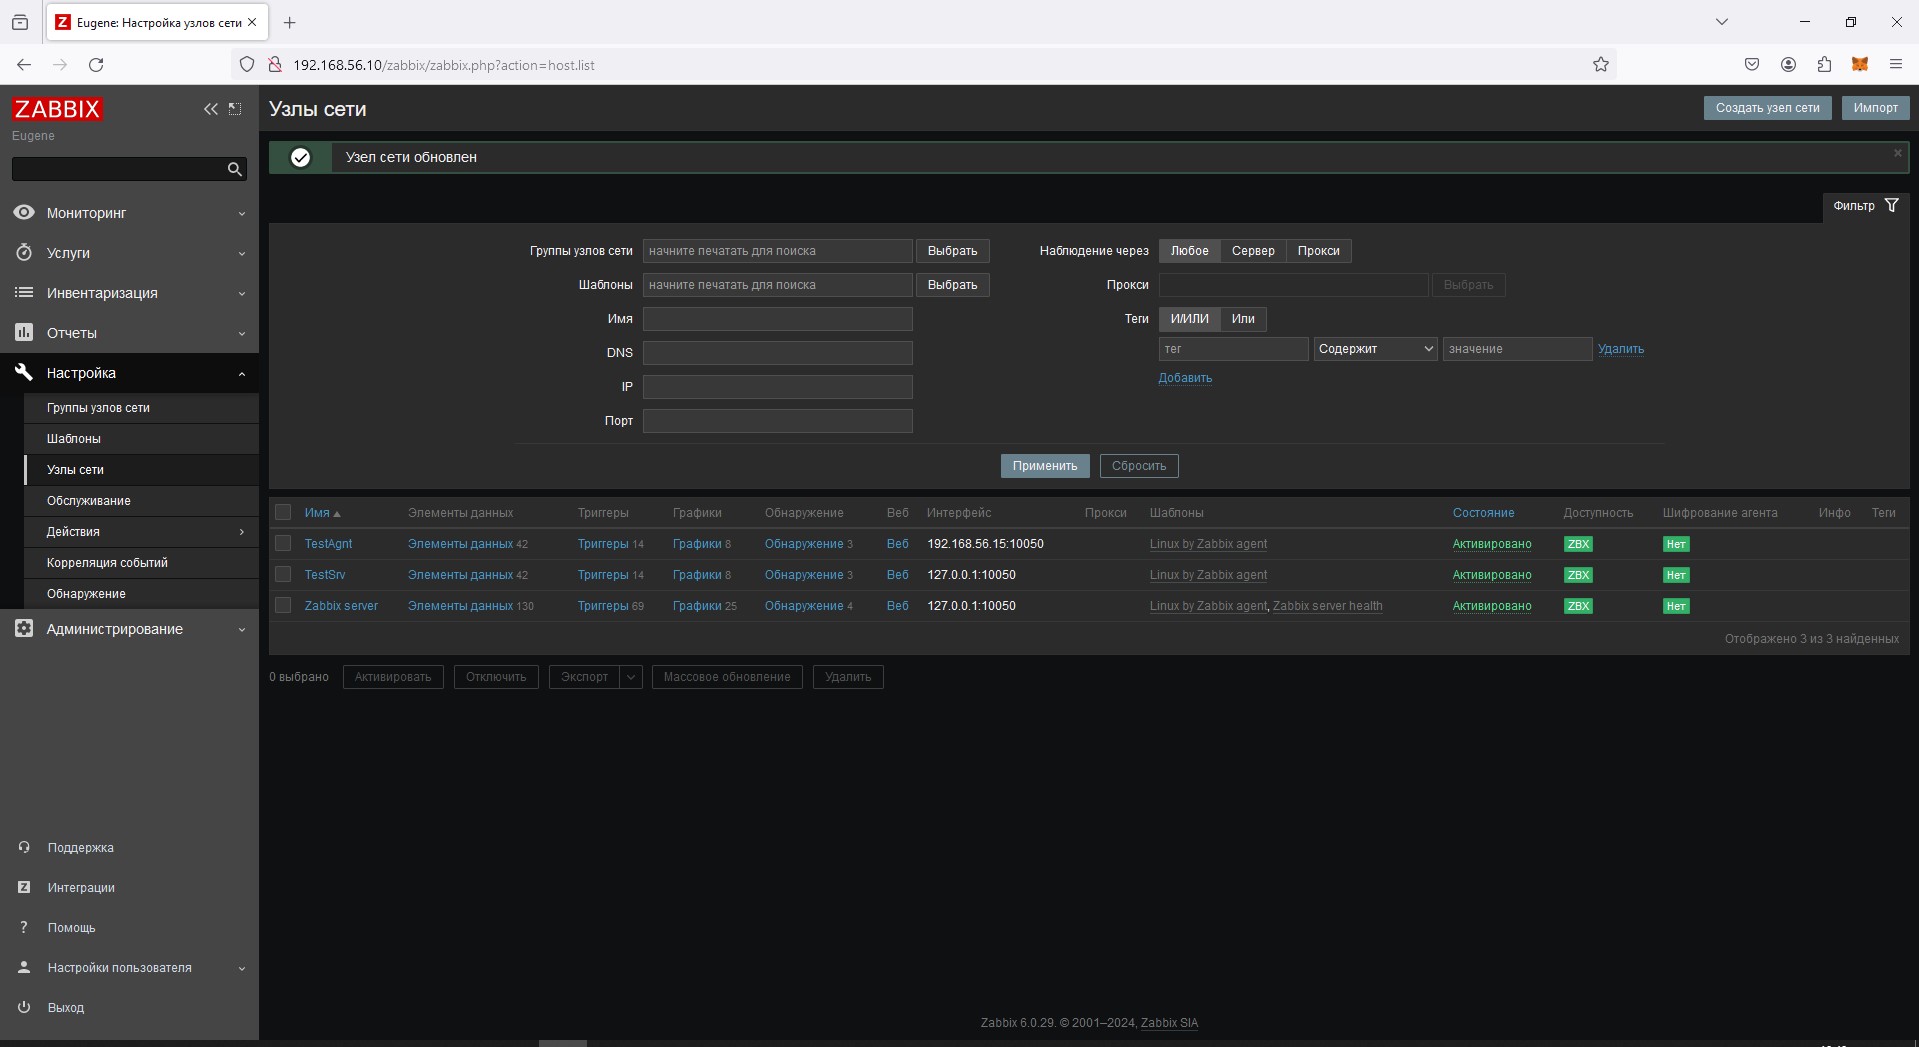 Eugene: Настройка узлов сети
192.168.56.10/zabbix/zabbix.php?action=host.list
ZABBIX
Eugene
Мониторинг
Услуги
Инвентаризация
Отчеты
Настройка
Группы узлов сети
Шаблоны
Узлы сети
Обслуживание
Действия
Корреляция событий
Обнаружение
Администрирование
Поддержка
Интеграции
Помощь
Настройки пользователя
Выход
Узлы сети
Создать узел сети Импорт
Узел сети обновлен
Фильтр
Группы узлов сети начните печатать для поиска Выбрать
Шаблоны начните печатать для поиска Выбрать
Имя
DNS
IP
Порт
Наблюдение через Любое Сервер Прокси
Прокси Выбрать
Теги И/ИЛИ Или
тег Содержит значение Удалить
Добавить
Применить Сбросить
Имя Элементы данных Триггеры Графики Обнаружение Веб Интерфейс Прокси Шаблоны Состояние Доступность Шифрование агента Инфо Теги
TestAgnt Элементы данных 42 Триггеры 14 Графики 8 Обнаружение 3 Веб 192.168.56.15:10050 Linux by Zabbix agent Активировано ZBX Нет
TestSrv Элементы данных 42 Триггеры 14 Графики 8 Обнаружение 3 Веб 127.0.0.1:10050 Linux by Zabbix agent Активировано ZBX Нет
Zabbix server Элементы данных 130 Триггеры 69 Графики 25 Обнаружение 4 Веб 127.0.0.1:10050 Linux by Zabbix agent, Zabbix server health Активировано ZBX Нет
Отображено 3 из 3 найденных
0 выбрано Активировать Отключить Экспорт Массовое обновление Удалить
Zabbix 6.0.29. © 2001–2024, Zabbix SIA